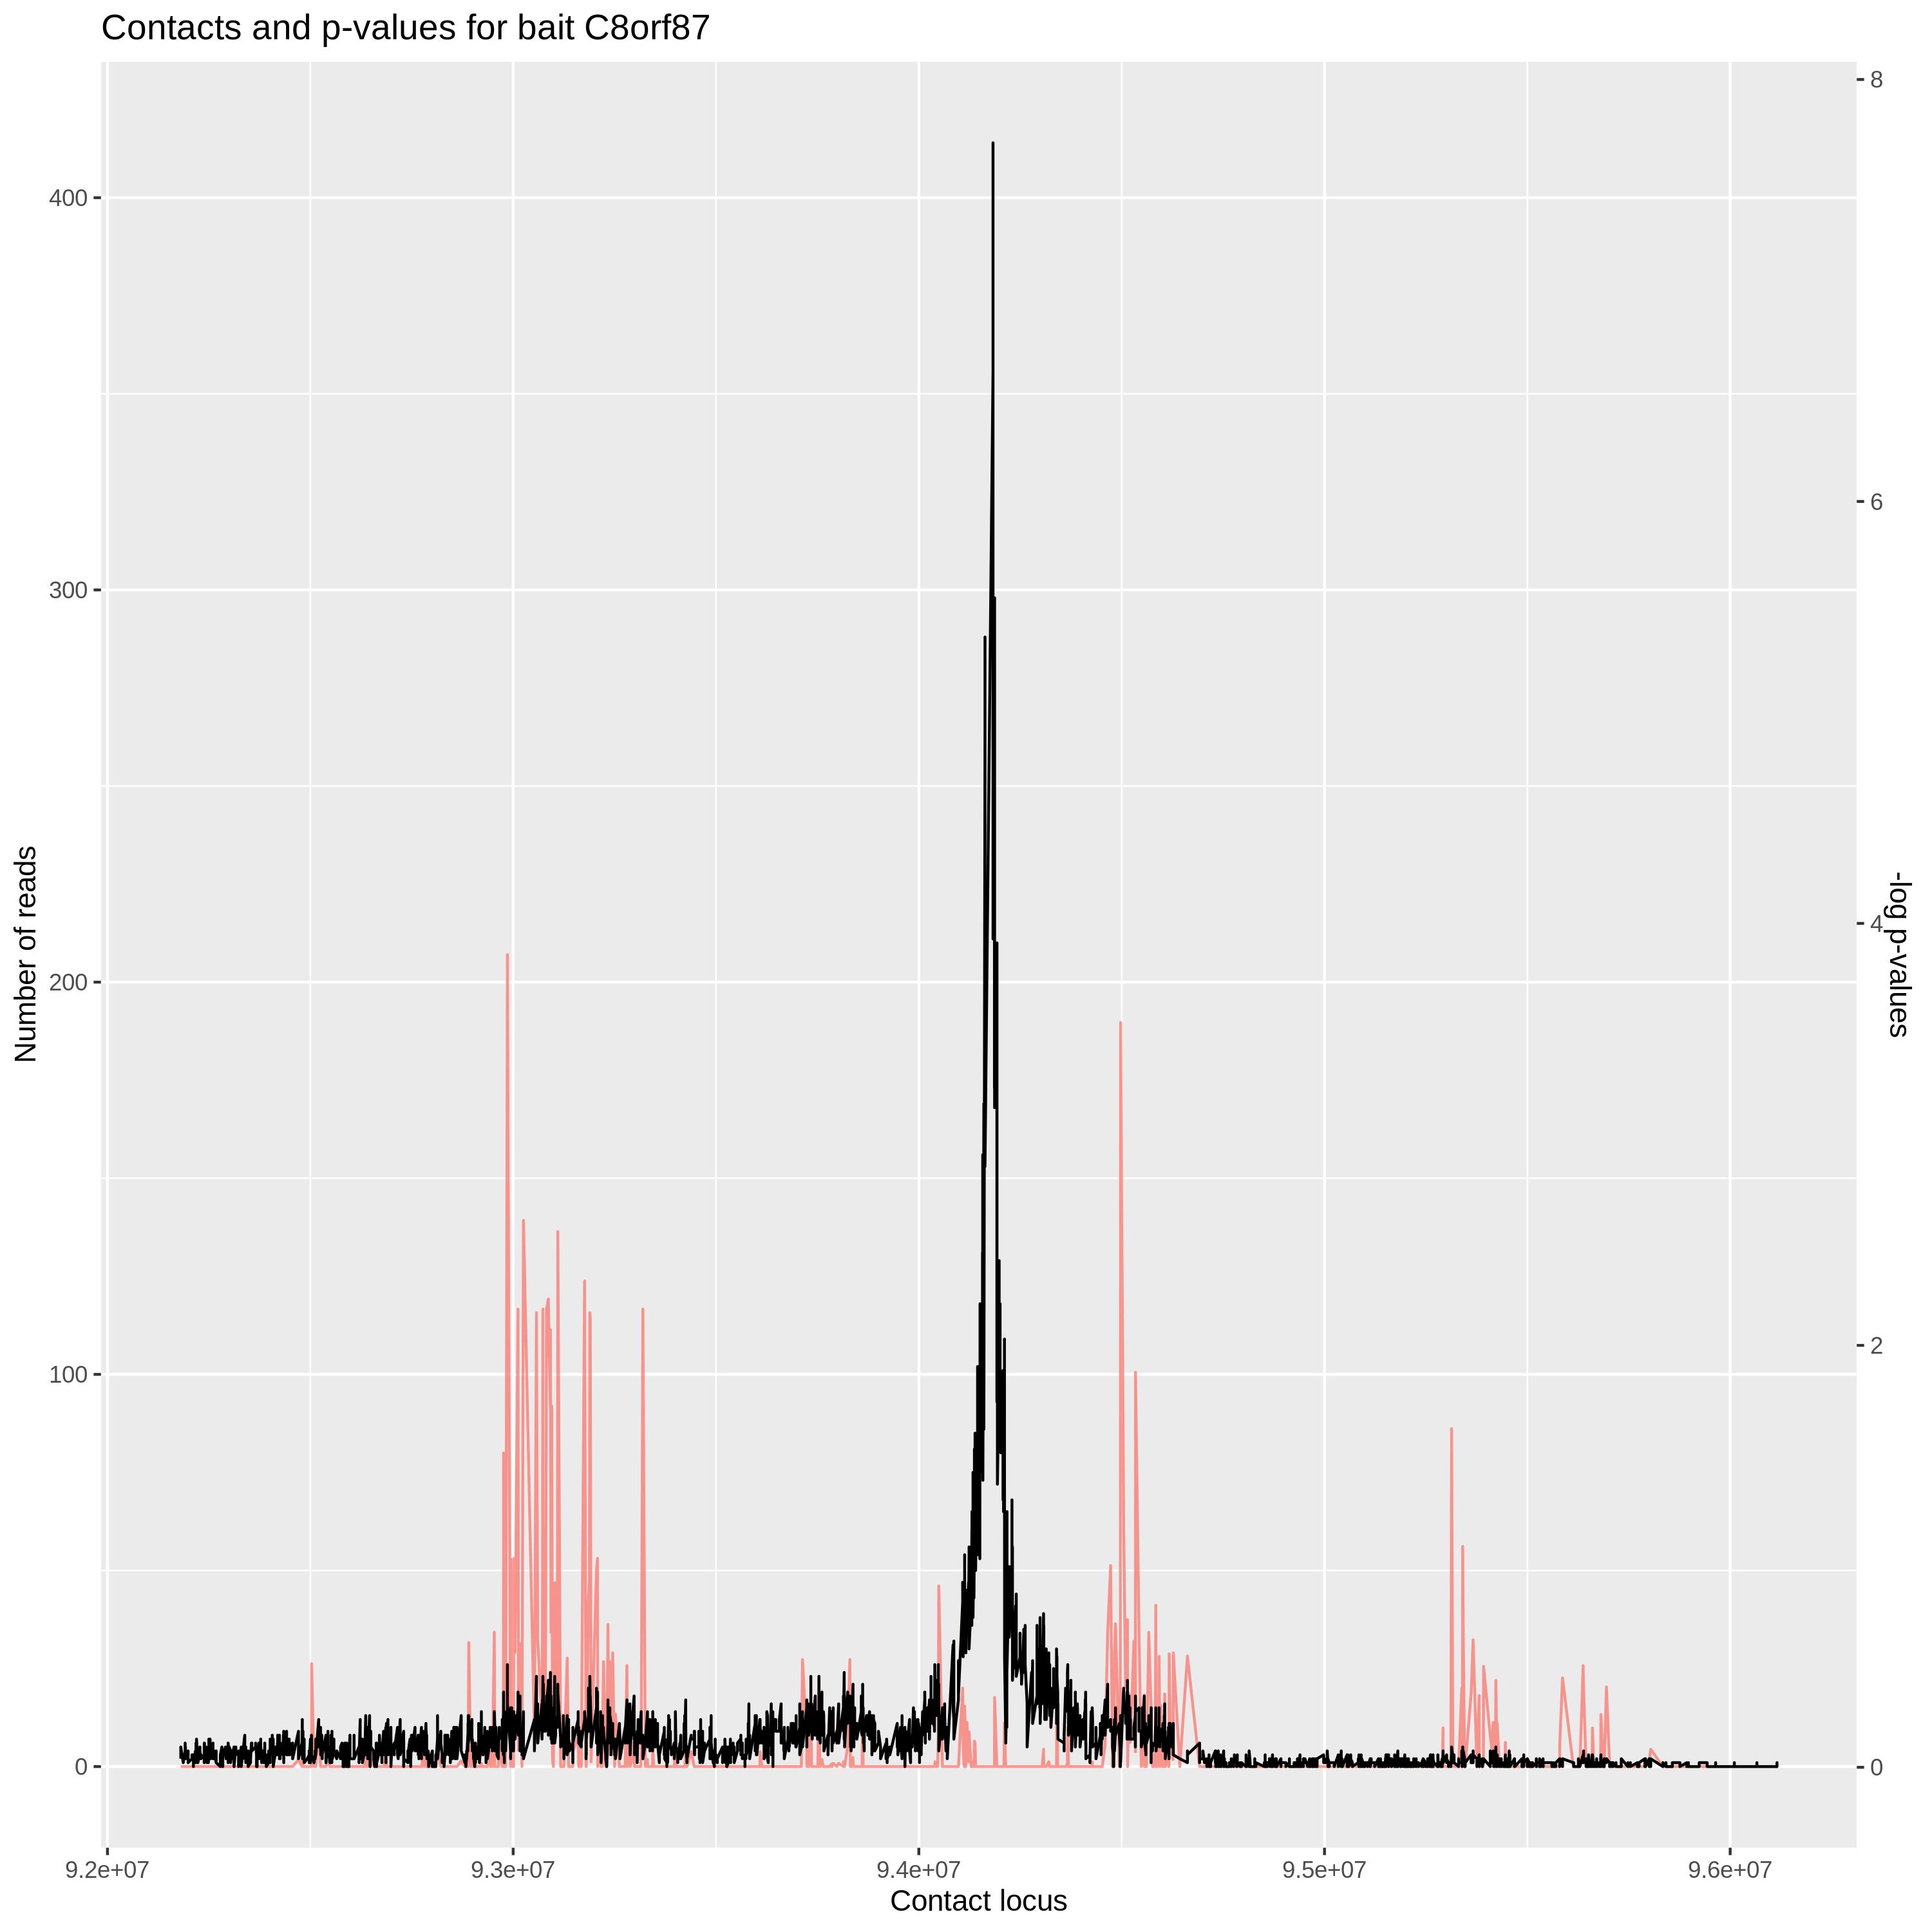 Contacts and p-values for bait C8orf87
8
400
6
300
4
200
2
100
0
0
Number of reads
-log p-values
9.2e+07 9.3e+07 9.4e+07 9.5e+07 9.6e+07
Contact locus